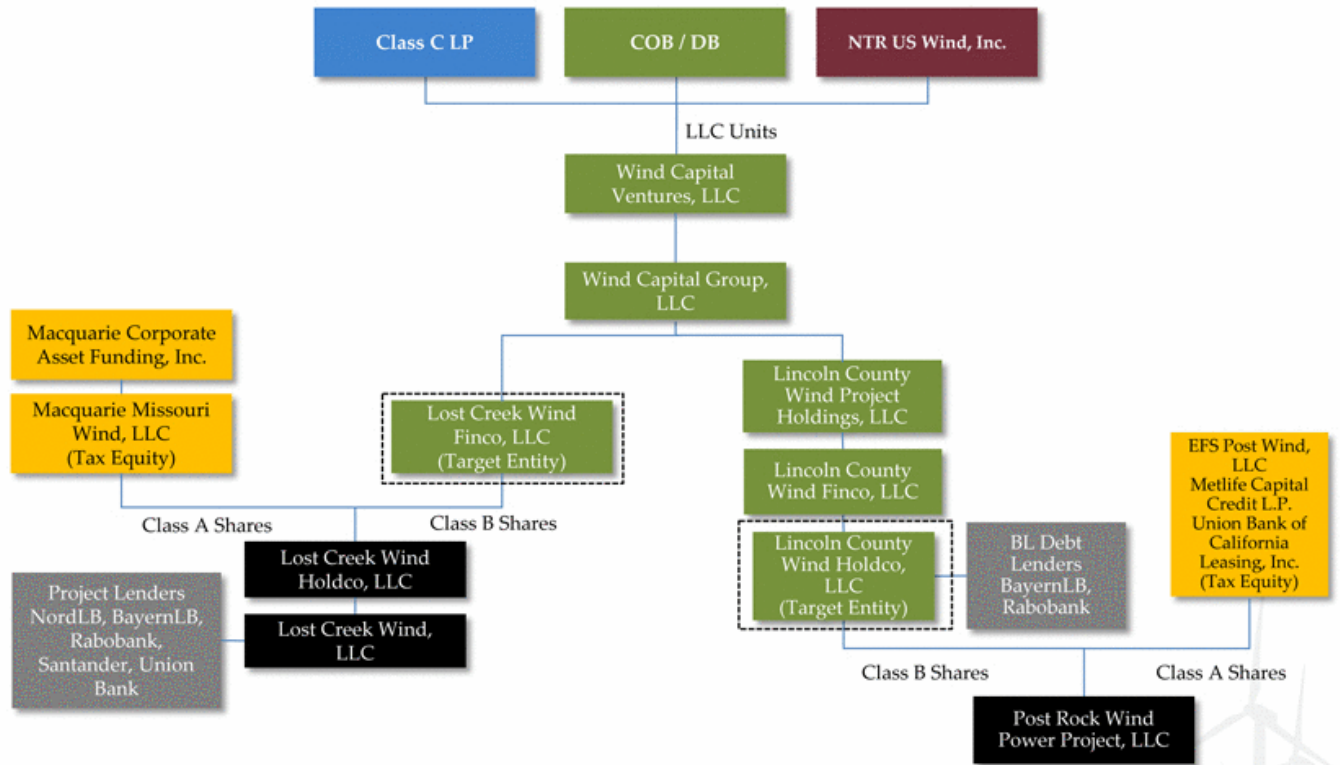 Class C LP
COB / DB
NTR US Wind, Inc.
LLC Units
Wind Capital
Ventures, LLC
Wind Capital Group,
LLC
Macquarie Corporate
Asset Funding, Inc.
Macquarie Missouri
Wind, LLC
(Tax Equity)
Lost Creek Wind
Finco, LLC
(Target Entity)
Class A Shares
Class B Shares
Lost Creek Wind
Holdco, LLC
Lost Creek Wind,
LLC
Project Lenders
NordLB, BayernLB,
Rabobank,
Santander, Union
Bank
Lincoln County
Wind Project
Holdings, LLC
Lincoln County
Wind Finco, LLC
Lincoln County
Wind Holdco,
LLC
(Target Entity)
BL Debt
Lenders
BayernLB,
Rabobank
EFS Post Wind,
LLC
Metlife Capital
Credit L.P.
Union Bank of
California
Leasing, Inc.
(Tax Equity)
Class B Shares
Class A Shares
Post Rock Wind
Power Project, LLC